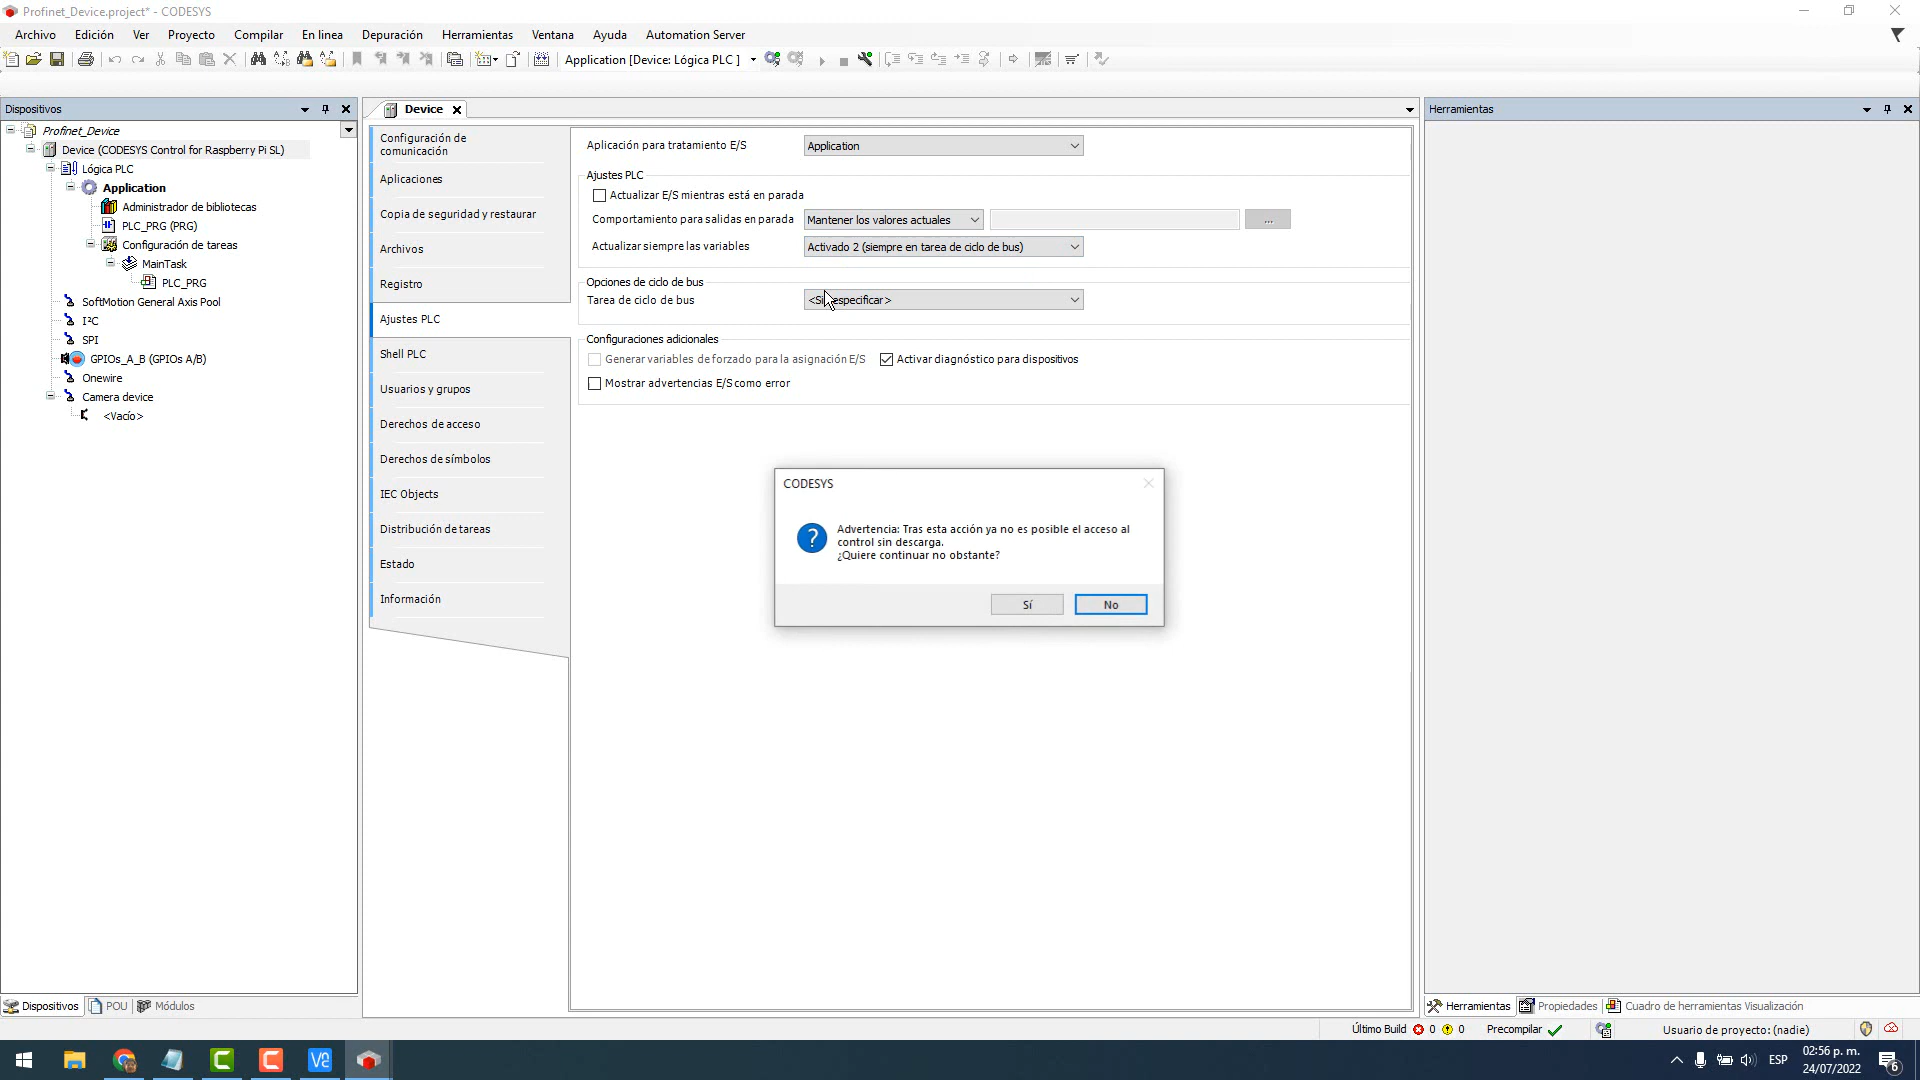 Profinet_Device.project* - CODESYS
Archivo Edición Ver Proyecto Compilar En linea Depuración Herramientas Ventana Ayuda Automation Server
Application [Device: Lógica PLC ]
Dispositivos
Profinet_Device
Device (CODESYS Control for Raspberry Pi SL)
Lógica PLC
Application
Administrador de bibliotecas
PLC_PRG (PRG)
Configuración de tareas
MainTask
PLC_PRG
SoftMotion General Axis Pool
I²C
SPI
GPIOs_A_B (GPIOs A/B)
Onewire
Camera device
<Vacío>
Dispositivos POU Módulos
Device
Configuración de
comunicación
Aplicaciones
Copia de seguridad y restaurar
Archivos
Registro
Ajustes PLC
Shell PLC
Usuarios y grupos
Derechos de acceso
Derechos de símbolos
IEC Objects
Distribución de tareas
Estado
Información
Aplicación para tratamiento E/S Application
Ajustes PLC
Actualizar E/S mientras está en parada
Comportamiento para salidas en parada Mantener los valores actuales ...
Actualizar siempre las variables Activado 2 (siempre en tarea de ciclo de bus)
Opciones de ciclo de bus
Tarea de ciclo de bus <Sin especificar>
Configuraciones adicionales
Generar variables de forzado para la asignación E/S Activar diagnóstico para dispositivos
Mostrar advertencias E/S como error
CODESYS
Advertencia: Tras esta acción ya no es posible el acceso al
control sin descarga.
¿Quiere continuar no obstante?
Sí No
Herramientas
Herramientas Propiedades Cuadro de herramientas Visualización
Último Build 0 0 Precompilar Usuario de proyecto: (nadie)
ESP
02:56 p. m.
24/07/2022
6